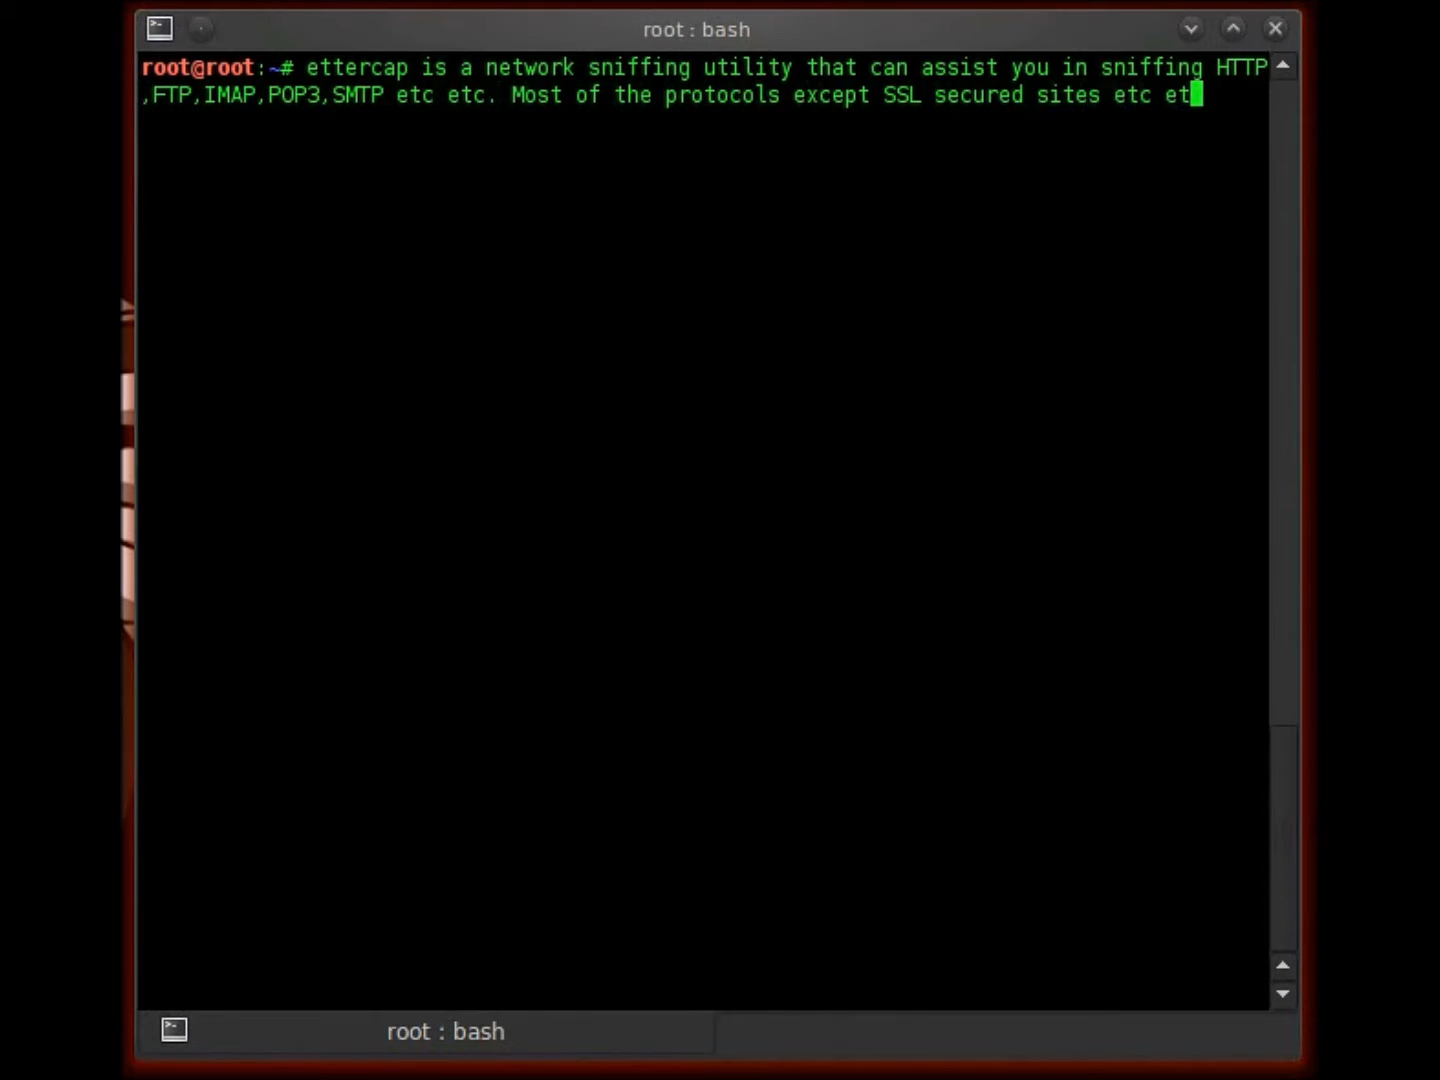 root : bash
root@root:~# ettercap is a network sniffing utility that can assist you in sniffing HTTP
,FTP,IMAP,POP3,SMTP etc etc. Most of the protocols except SSL secured sites etc et
root : bash